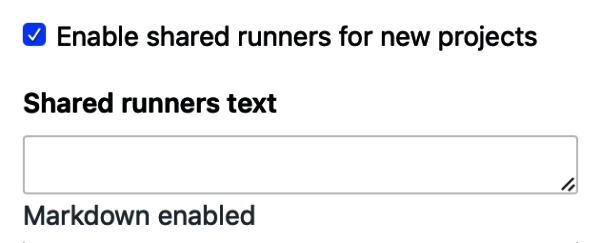 Enable shared runners for new projects
Shared runners text
Markdown enabled